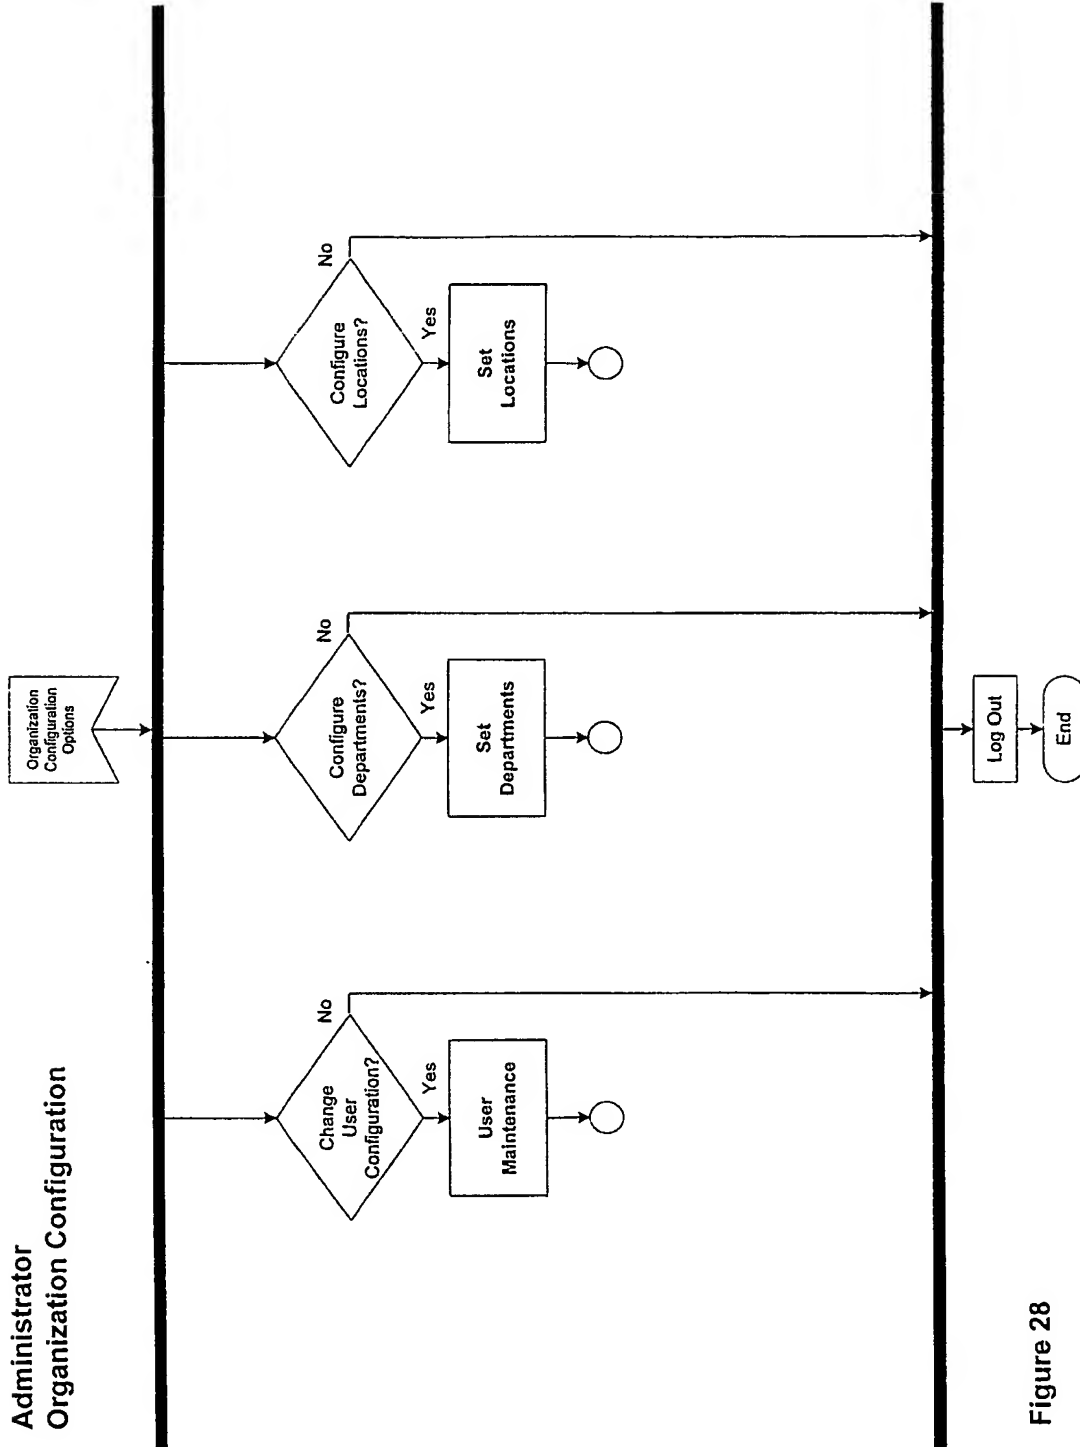 Administrator
Organization Configuration
Organization
Configuration
Options
Change
User
Configuration?
No
Yes
User
Maintenance
Configure
Departments?
No
Yes
Set
Departments
Configure
Locations?
No
Yes
Set
Locations
Log Out
End
Figure 28